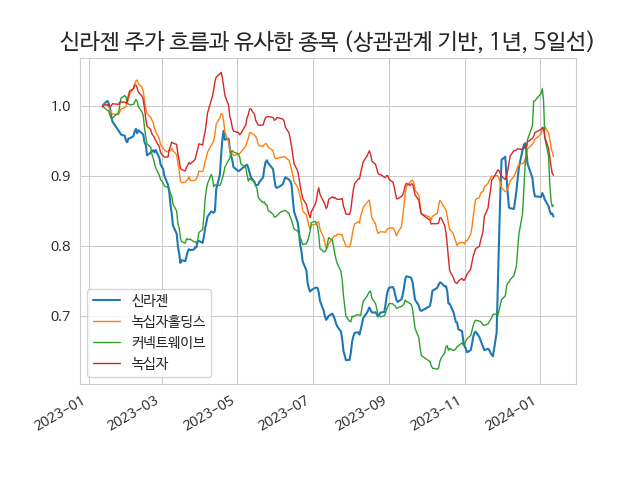 신라젠 주가 흐름과 유사한 종목 (상관관계 기반, 1년, 5일선)
1.0
0.9
0.8
0.7
신라젠
녹십자홀딩스
커넥트웨이브
녹십자
2023-01
2023-03
2023-05
2023-07
2023-09
2023-11
2024-01